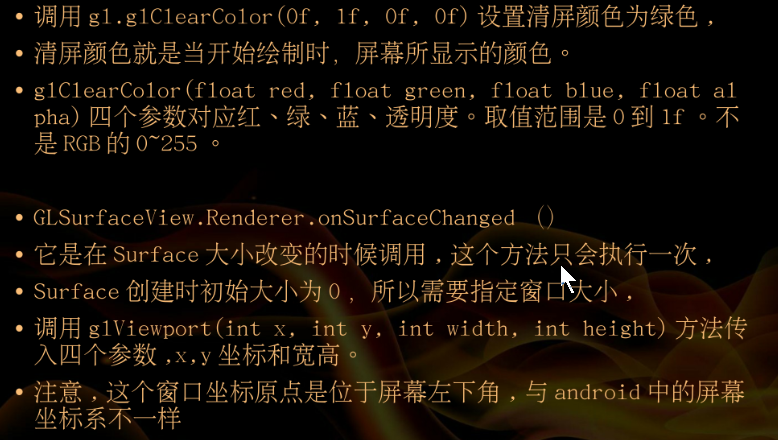 • 调用 gl.glClearColor(0f, 1f, 0f, 0f) 设置清屏颜色为绿色，
• 清屏颜色就是当开始绘制时，屏幕所显示的颜色。
• glClearColor(float red, float green, float blue, float al
pha) 四个参数对应红、绿、蓝、透明度。取值范围是 0 到 1f 。不
是 RGB 的 0~255 。
• GLSurfaceView.Renderer.onSurfaceChanged （）
• 它是在 Surface 大小改变的时候调用，这个方法只会执行一次，
• Surface 创建时初始大小为 0，所以需要指定窗口大小，
• 调用 glViewport(int x, int y, int width, int height) 方法传
入四个参数 ,x,y 坐标和宽高。
• 注意，这个窗口坐标原点是位于屏幕左下角，与 android 中的屏幕
坐标系不一样